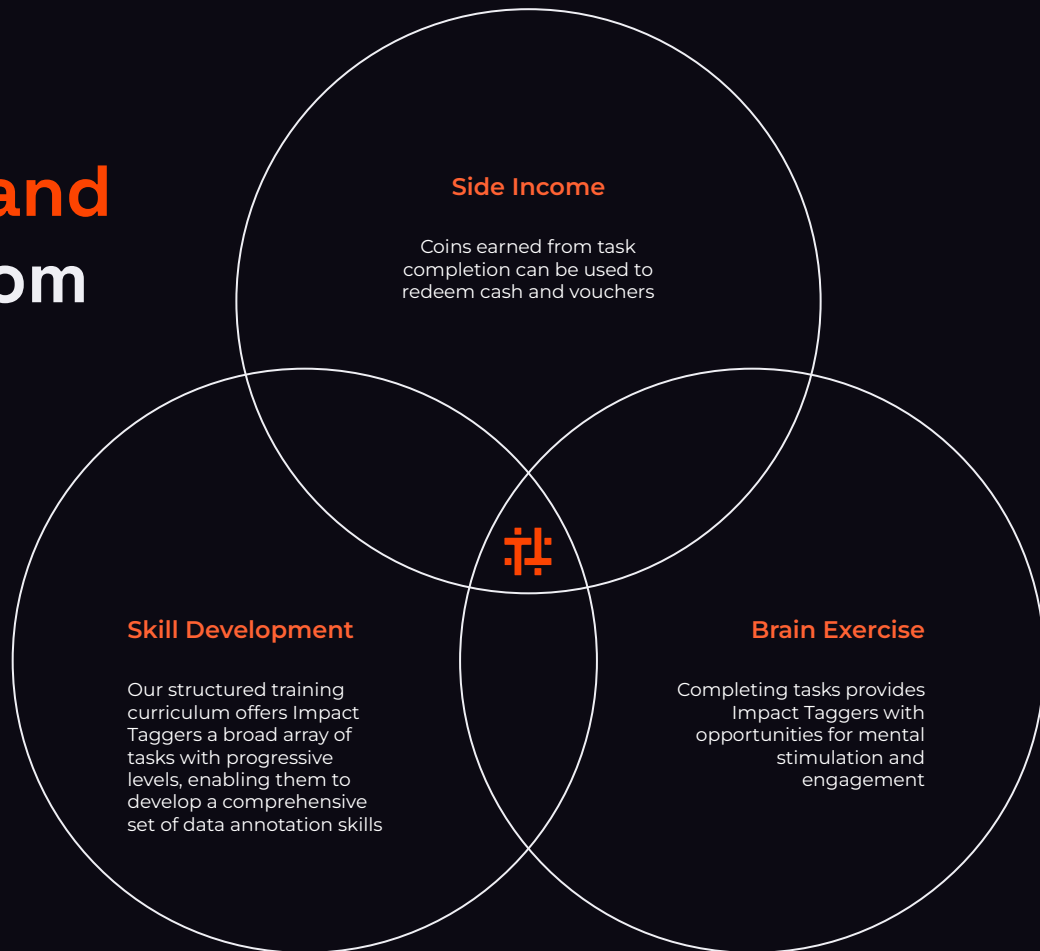 and
om
Side Income
Coins earned from task
completion can be used to
redeem cash and vouchers
Skill Development
Our structured training
curriculum offers Impact
Taggers a broad array of
tasks with progressive
levels, enabling them to
develop a comprehensive
set of data annotation skills
Brain Exercise
Completing tasks provides
Impact Taggers with
opportunities for mental
stimulation and
engagement